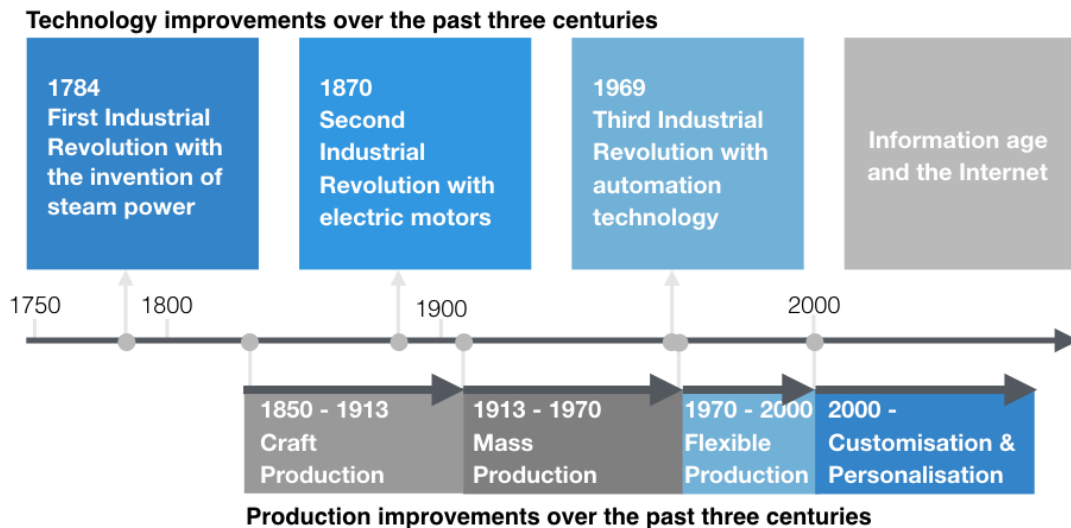 Technology improvements over the past three centuries
1784
First Industrial
Revolution with
the invention of
steam power
1870
Second
Industrial
Revolution with
electric motors
1969
Third Industrial
Revolution with
automation
technology
Information age
and the Internet
1750
1800
1900
2000
1850 - 1913
Craft
Production
1913 - 1970
Mass
Production
1970 - 2000
Flexible
Production
2000 -
Customisation &
Personalisation
Production improvements over the past three centuries